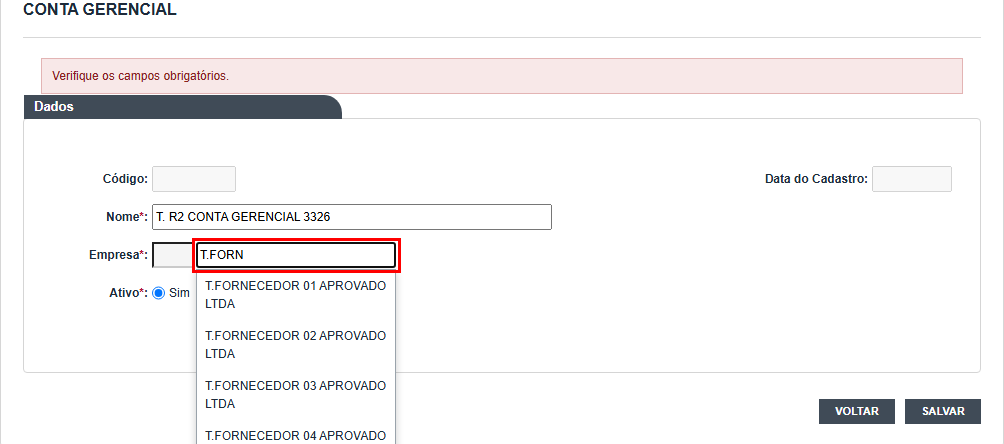 CONTA GERENCIAL
Verifique os campos obrigatórios.
Dados
Código:
Data do Cadastro:
Nome*: T. R2 CONTA GERENCIAL 3326
Empresa*: T.FORN
Ativo*: Sim
T.FORNECEDOR 01 APROVADO
LTDA
T.FORNECEDOR 02 APROVADO
LTDA
T.FORNECEDOR 03 APROVADO
LTDA
T.FORNECEDOR 04 APROVADO
VOLTAR
SALVAR